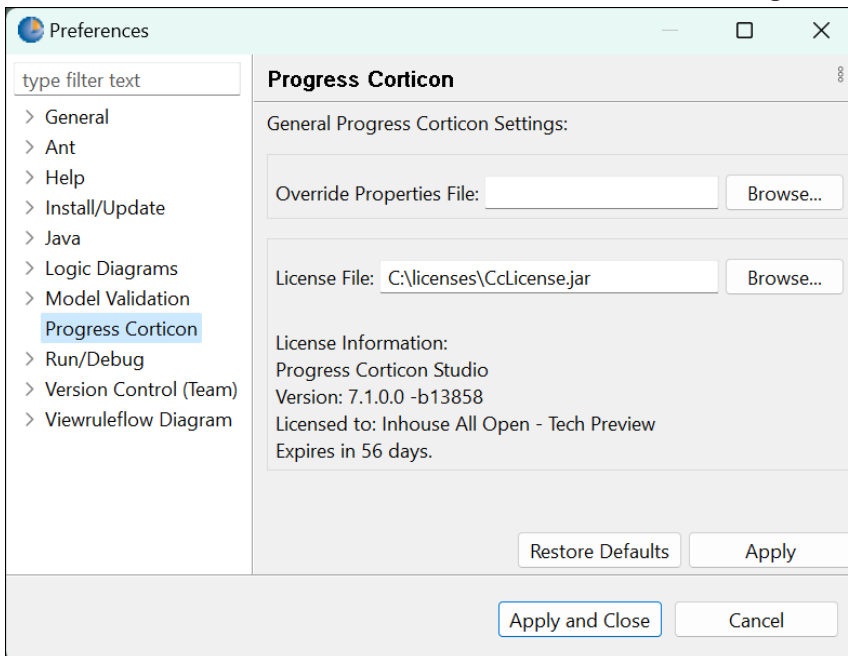 Preferences
type filter text
General
Ant
Help
Install/Update
Java
Logic Diagrams
Model Validation
Progress Corticon
Run/Debug
Version Control (Team)
Viewruleflow Diagram
Progress Corticon
General Progress Corticon Settings:
Override Properties File:
Browse...
License File: C:\licenses\CcLicense.jar
Browse...
License Information:
Progress Corticon Studio
Version: 7.1.0.0 -b13858
Licensed to: Inhouse All Open - Tech Preview
Expires in 56 days.
Restore Defaults
Apply
Apply and Close
Cancel